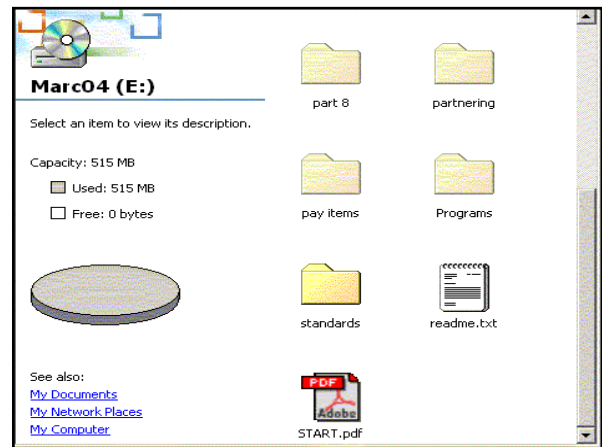 Marc04 (E:)
Select an item to view its description.
Capacity: 515 MB
Used: 515 MB
Free: 0 bytes
See also:
My Documents
My Network Places
My Computer
part 8
partnering
pay items
Programs
standards
readme.txt
PDF
Adobe
START.pdf